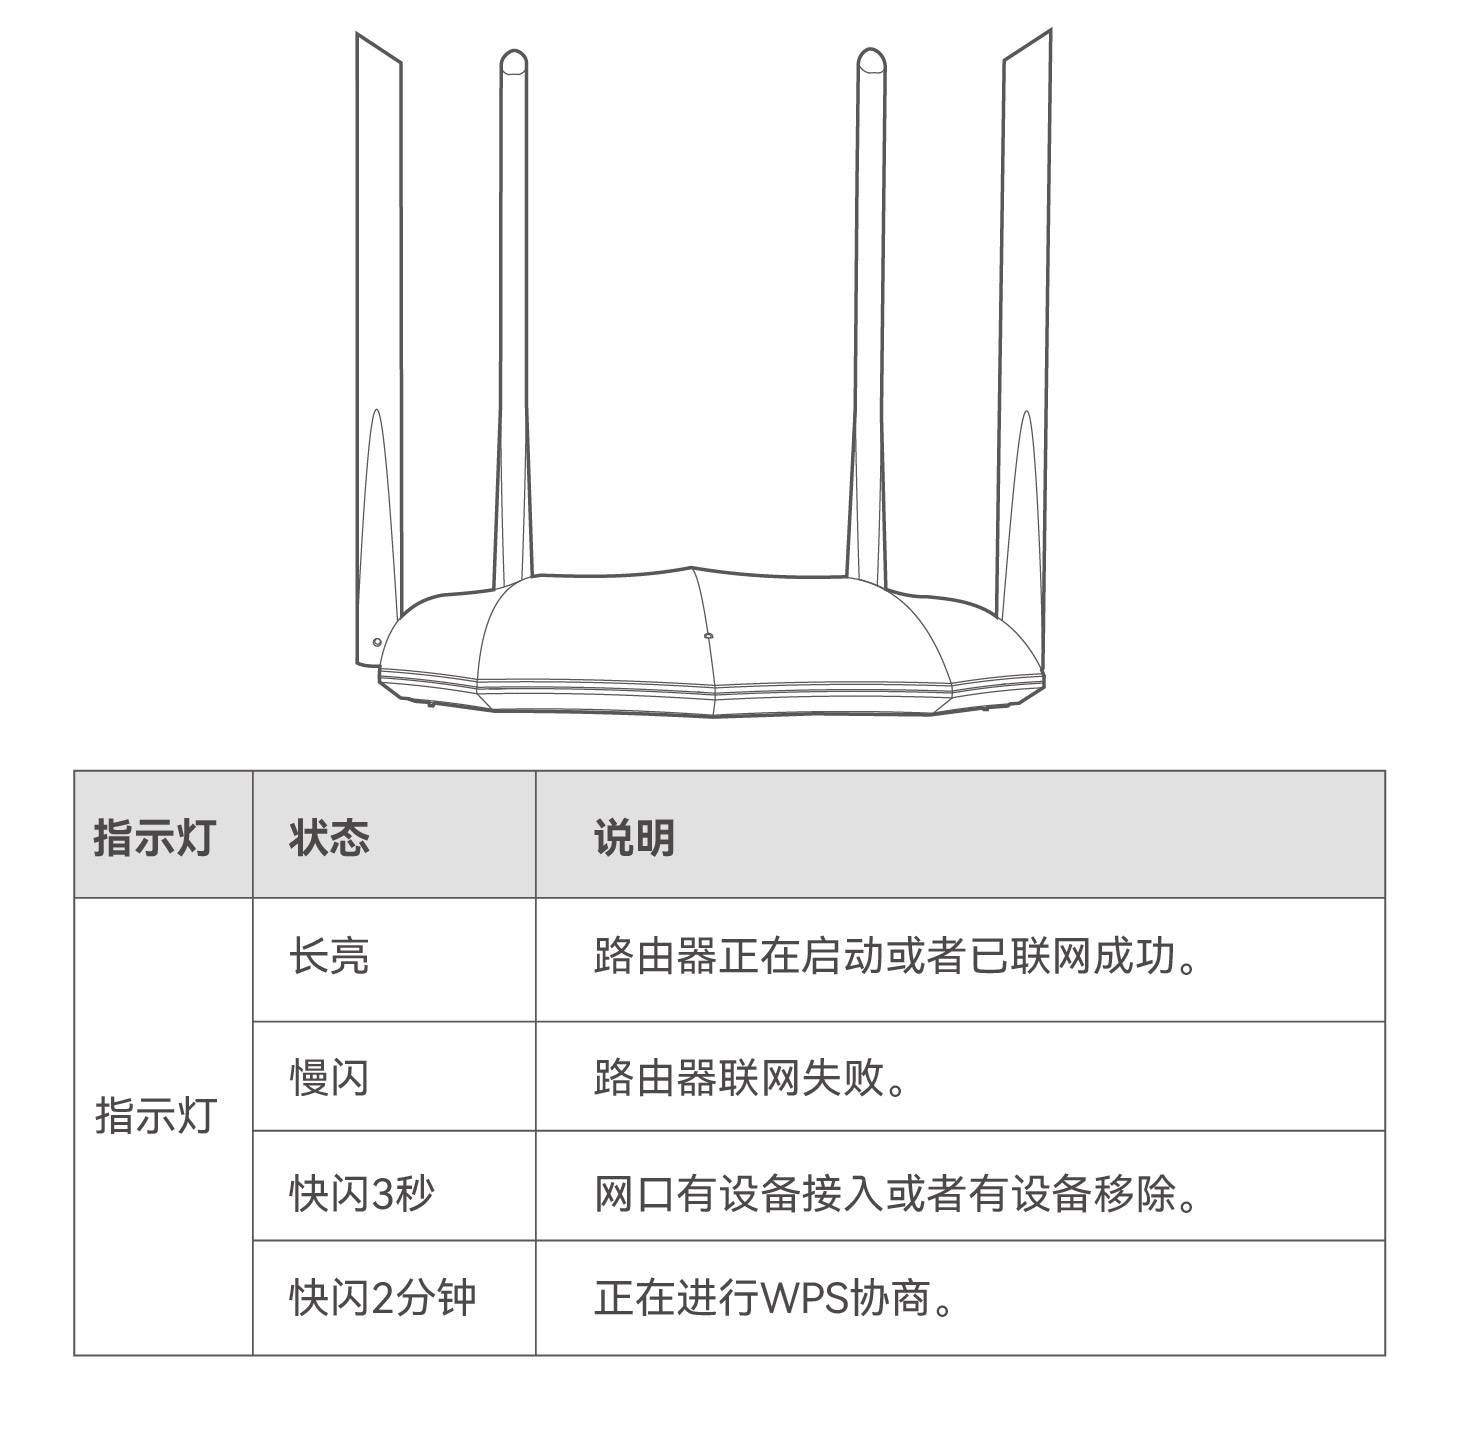 指示灯 状态 说明
长亮 路由器正在启动或者已联网成功。
慢闪 路由器联网失败。
指示灯
快闪3秒 网口有设备接入或者有设备移除。
快闪2分钟 正在进行WPS协商。